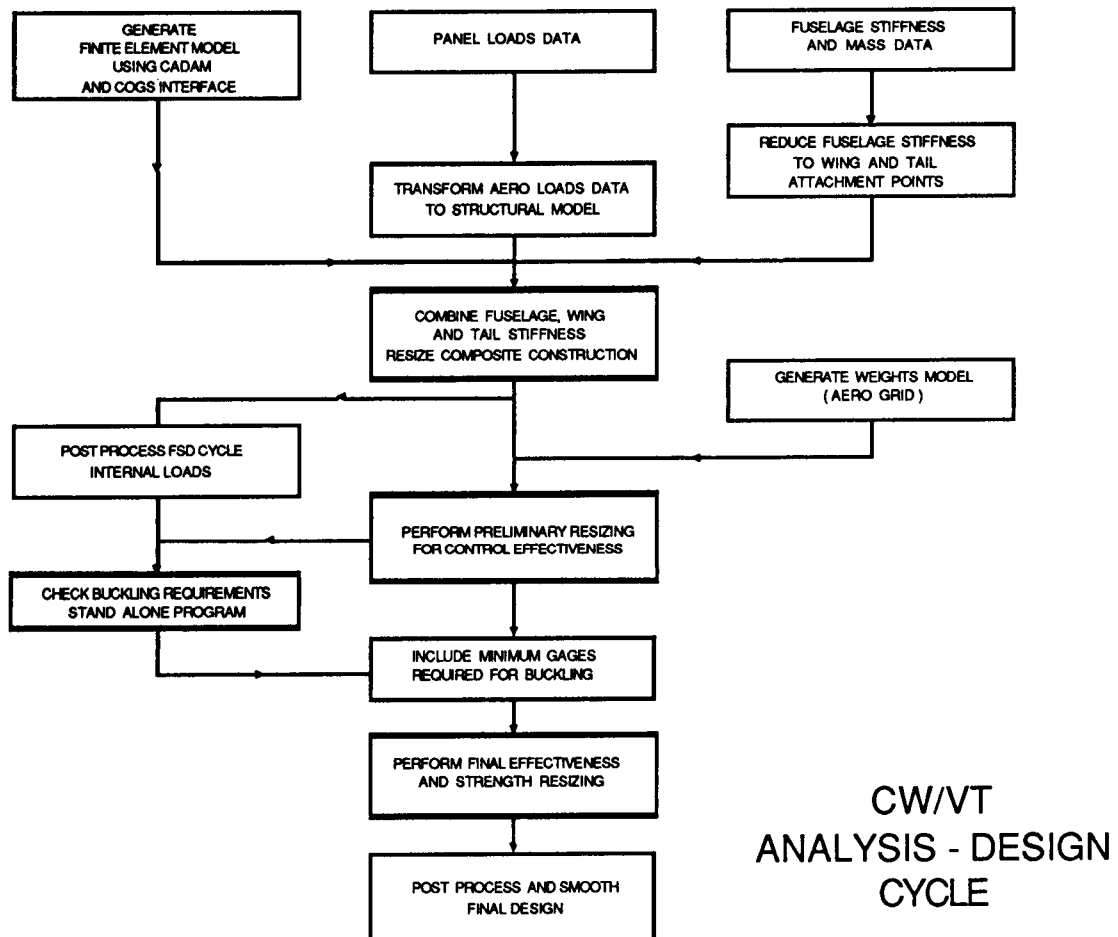 GENERATE
FINITE ELEMENT MODEL
USING CADAM
AND COGS INTERFACE
PANEL LOADS DATA
FUSELAGE STIFFNESS
AND MASS DATA
REDUCE FUSELAGE STIFFNESS
TO WING AND TAIL
ATTACHMENT POINTS
TRANSFORM AERO LOADS DATA
TO STRUCTURAL MODEL
COMBINE FUSELAGE, WING
AND TAIL STIFFNESS
RESIZE COMPOSITE CONSTRUCTION
GENERATE WEIGHTS MODEL
( AERO GRID )
POST PROCESS FSD CYCLE
INTERNAL LOADS
PERFORM PRELIMINARY RESIZING
FOR CONTROL EFFECTIVENESS
CHECK BUCKLING REQUIREMENTS
STAND ALONE PROGRAM
INCLUDE MINIMUM GAGES
REQUIRED FOR BUCKLING
PERFORM FINAL EFFECTIVENESS
AND STRENGTH RESIZING
POST PROCESS AND SMOOTH
FINAL DESIGN
CW/VT
ANALYSIS - DESIGN
CYCLE